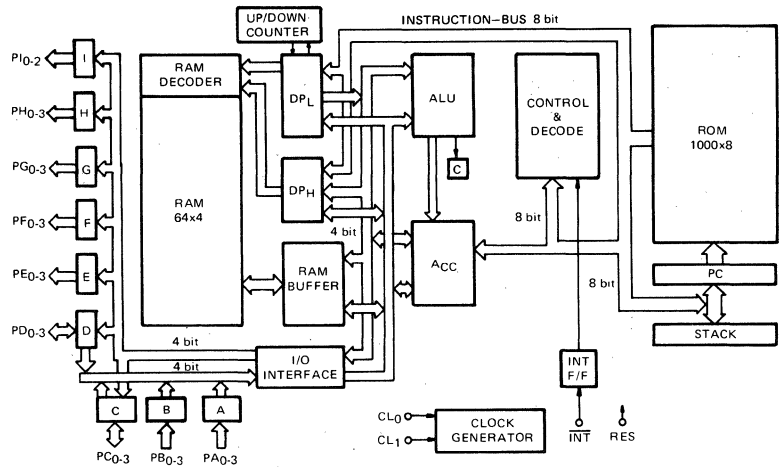 UP/DOWN
COUNTER
INSTRUCTION-BUS 8 bit
PI0-2
I
RAM
DECODER
DPL
ALU
CONTROL
&
DECODE
ROM
1000x8
PH0-3
H
PG0-3
G
C
RAM
64x4
DPH
PF0-3
F
4 bit
8 bit
ACC
PE0-3
E
RAM
BUFFER
8 bit
PC
PD0-3
D
STACK
4 bit
4 bit
I/O
INTERFACE
INT
F/F
C
B
A
CL0
CL1
CLOCK
GENERATOR
INT
RES
PC0-3
PB0-3
PA0-3